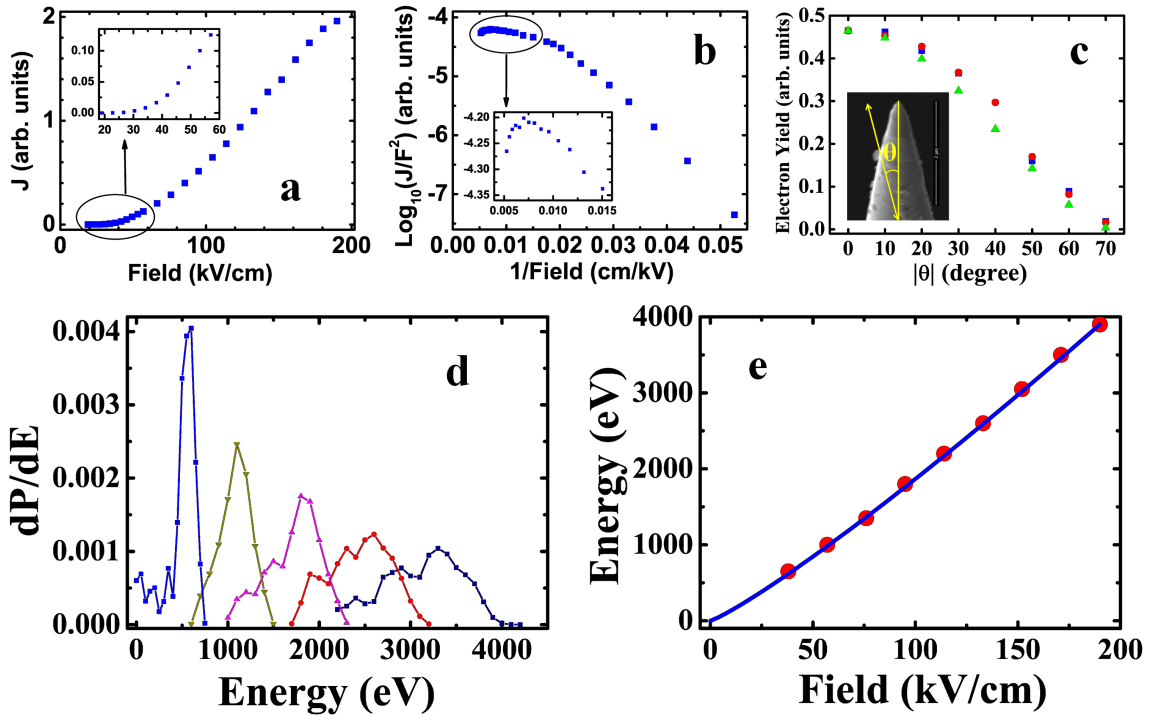 J (arb. units)
2
1
0
0.10
0.05
0.00
20 30 40 50 60
a
0 100 200
Field (kV/cm)
Log10(J/F2) (arb. units)
-4
-5
-6
-7
b
-4.20
-4.25
-4.30
-4.35
0.005 0.010 0.015
0.00 0.01 0.02 0.03 0.04 0.05
1/Field (cm/kV)
Electron Yield (arb. units)
0.5
0.4
0.3
0.2
0.1
0.0
c
θ
0 10 20 30 40 50 60 70
|θ| (degree)
dP/dE
0.004
0.003
0.002
0.001
0.000
d
0 1000 2000 3000 4000
Energy (eV)
Energy (eV)
4000
3000
2000
1000
0
e
0 50 100 150 200
Field (kV/cm)